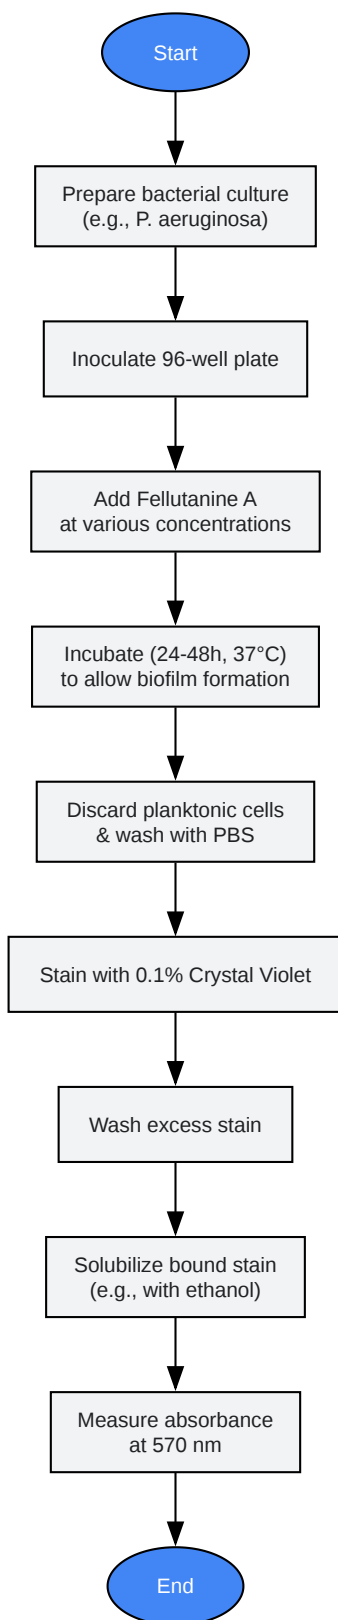 Start
Prepare bacterial culture
(e.g., P. aeruginosa)
Inoculate 96-well plate
Add Fellutanine A
at various concentrations
Incubate (24-48h, 37°C)
to allow biofilm formation
Discard planktonic cells
& wash with PBS
Stain with 0.1% Crystal Violet
Wash excess stain
Solubilize bound stain
(e.g., with ethanol)
Measure absorbance
at 570 nm
End